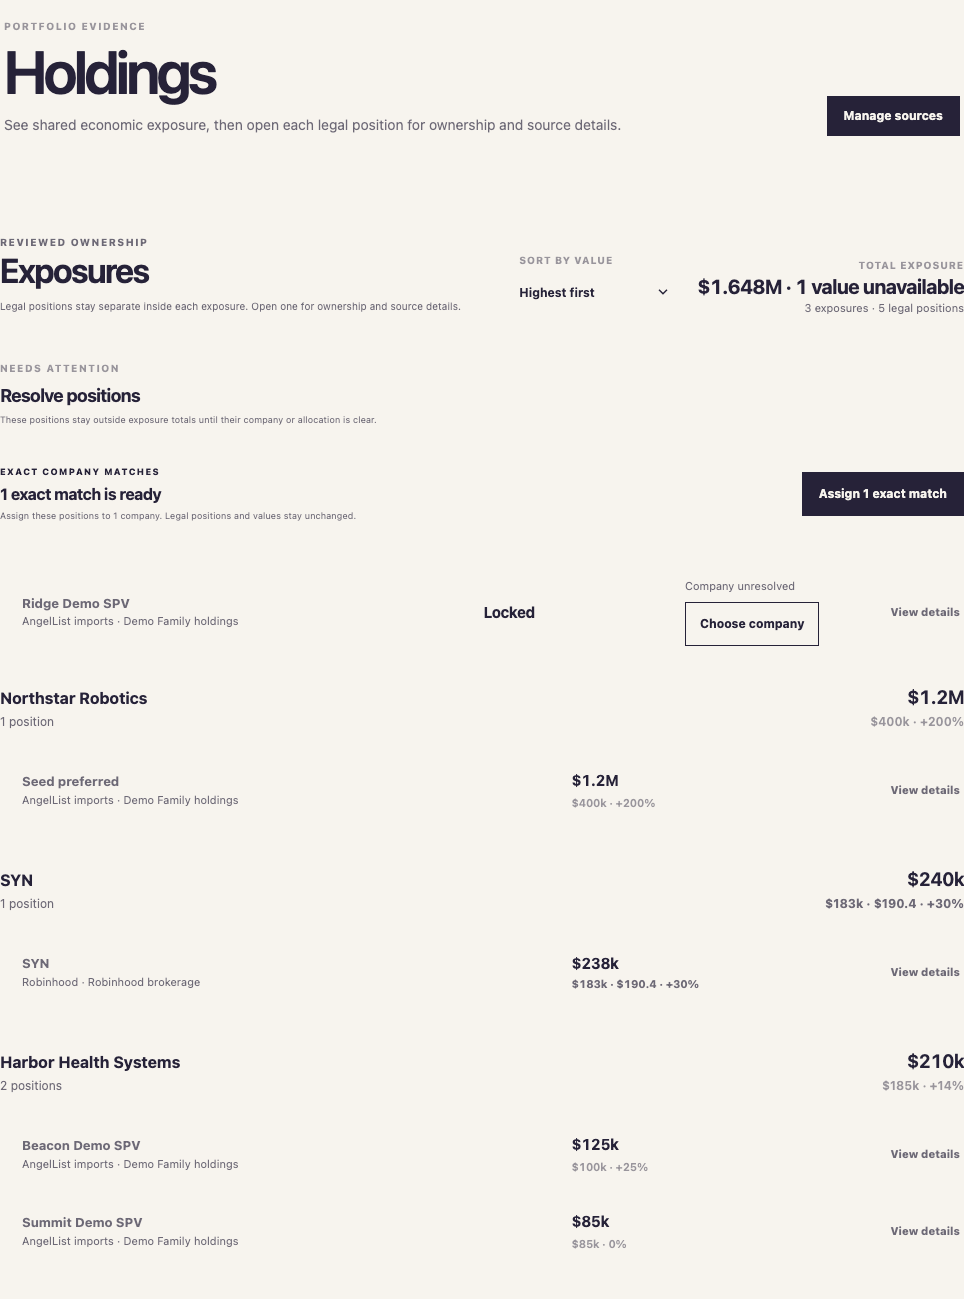 PORTFOLIO EVIDENCE
Holdings
See shared economic exposure, then open each legal position for ownership and source details.
Manage sources
REVIEWED OWNERSHIP
Exposures
Legal positions stay separate inside each exposure. Open one for ownership and source details.
SORT BY VALUE
Highest first
TOTAL EXPOSURE
$1.648M · 1 value unavailable
3 exposures · 5 legal positions
NEEDS ATTENTION
Resolve positions
These positions stay outside exposure totals until their company or allocation is clear.
EXACT COMPANY MATCHES
1 exact match is ready
Assign these positions to 1 company. Legal positions and values stay unchanged.
Assign 1 exact match
Ridge Demo SPV
AngelList imports · Demo Family holdings
Locked
Company unresolved
Choose company
View details
Northstar Robotics
1 position
$1.2M
$400k · +200%
Seed preferred
AngelList imports · Demo Family holdings
$1.2M
$400k · +200%
View details
SYN
1 position
$240k
$183k · $190.4 · +30%
SYN
Robinhood · Robinhood brokerage
$238k
$183k · $190.4 · +30%
View details
Harbor Health Systems
2 positions
$210k
$185k · +14%
Beacon Demo SPV
AngelList imports · Demo Family holdings
$125k
$100k · +25%
View details
Summit Demo SPV
AngelList imports · Demo Family holdings
$85k
$85k · 0%
View details